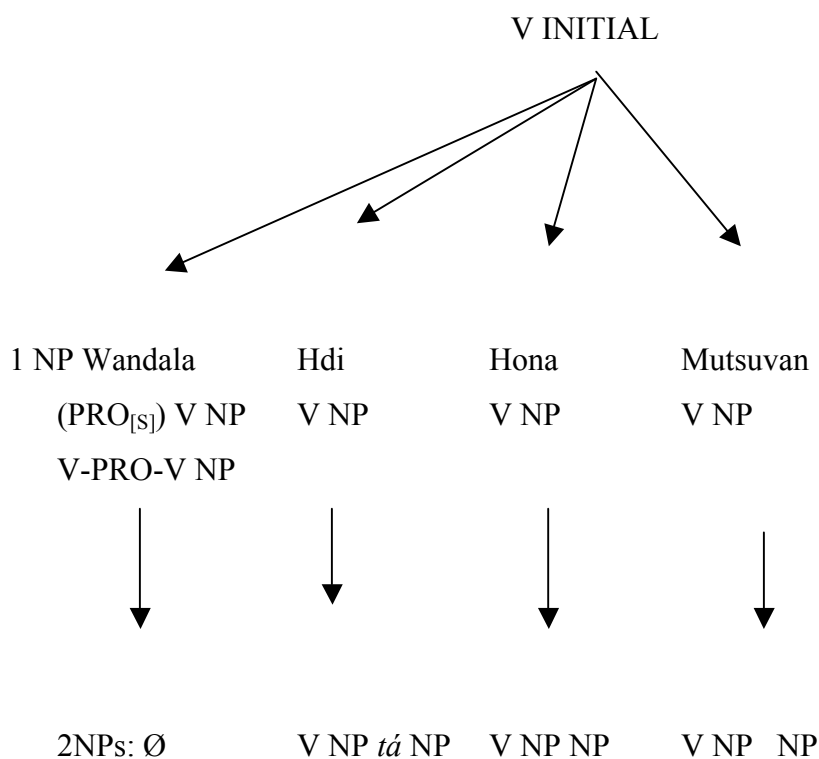 V INITIAL
1 NP Wandala Hdi Hona Mutsuvan
(PRO[S]) V NP V NP V NP V NP
V-PRO-V NP
2NPs: Ø V NP tá NP V NP NP V NP NP